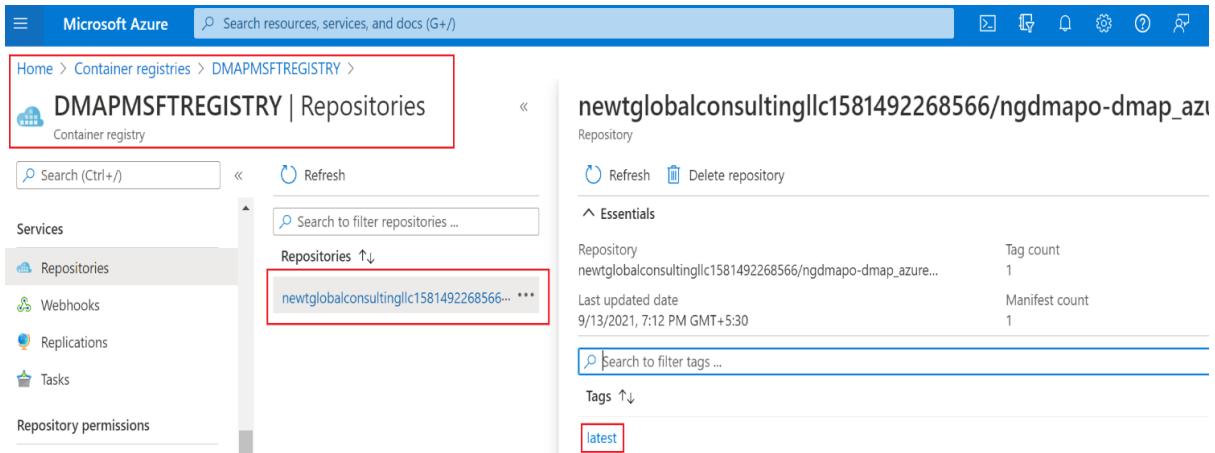 Microsoft Azure
Search resources, services, and docs (G+/)
Home > Container registries > DMAPMSFTREGISTRY >
DMAPMSFTREGISTRY | Repositories
Container registry
Search (Ctrl+/)
Services
Repositories
Webhooks
Replications
Tasks
Repository permissions
Refresh
Search to filter repositories ...
Repositories
newtglobalconsultingllc1581492268566...
newtglobalconsultingllc1581492268566/ngdmapo-dmap_azu
Repository
Refresh
Delete repository
Essentials
Repository
newtglobalconsultingllc1581492268566/ngdmapo-dmap_azure...
Tag count
1
Last updated date
9/13/2021, 7:12 PM GMT+5:30
Manifest count
1
Search to filter tags ...
Tags
latest